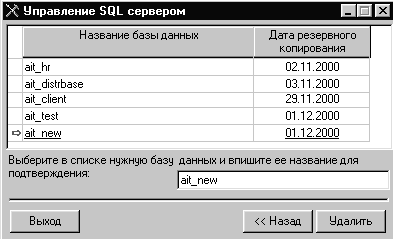 Управление SQL сервером
Название базы данных Дата резервного копирования
ait_hr 02.11.2000
ait_distrbase 03.11.2000
ait_client 29.11.2000
ait_test 01.12.2000
ait_new 01.12.2000
Выберите в списке нужную базу данных и впишите ее название для
подтверждения:
ait_new
Выход << Назад Удалить